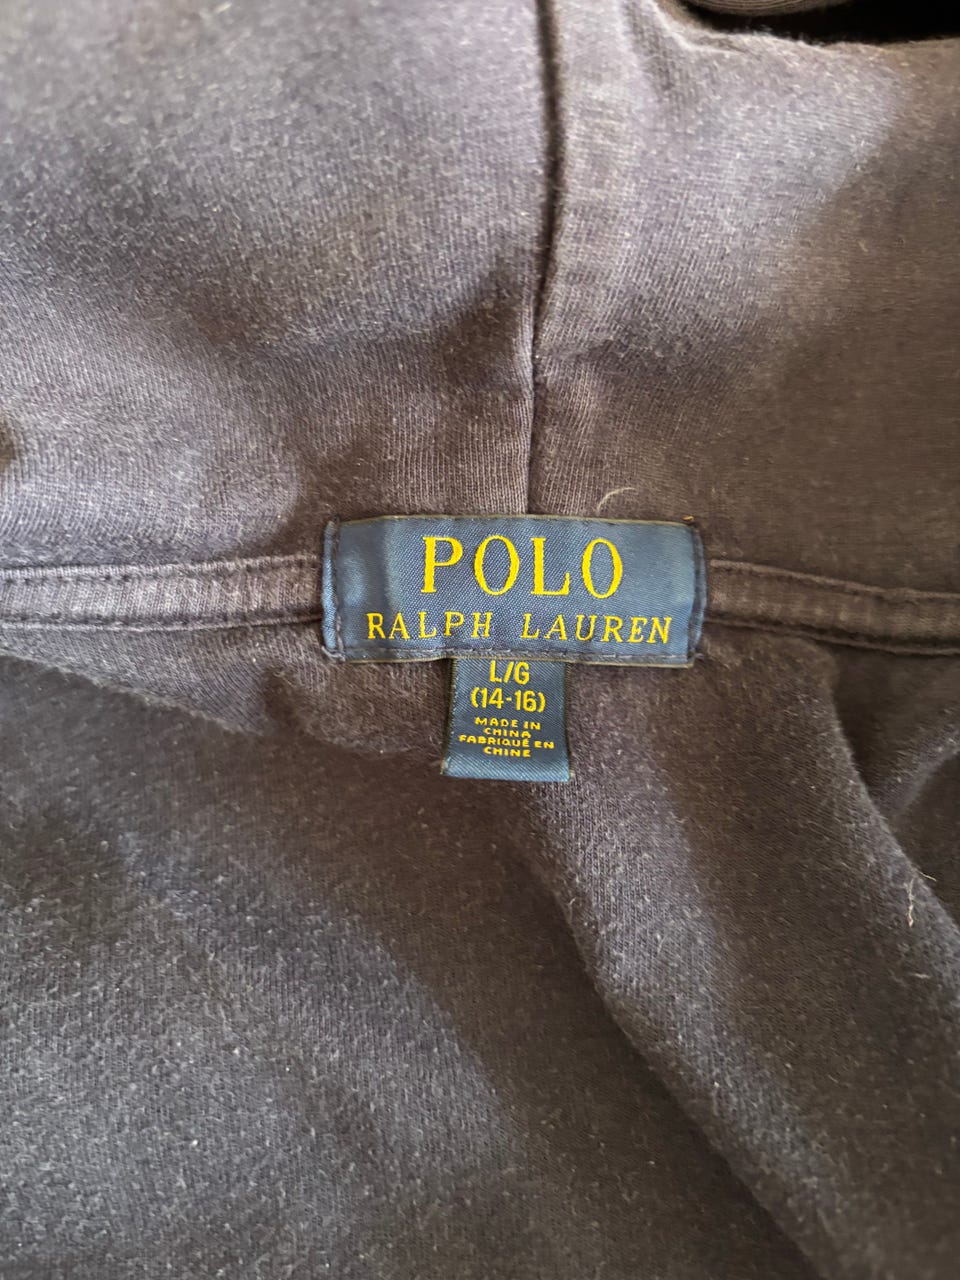 POLO
RALPH LAUREN
L/G
(14-16)
MADE IN
CHINA
FABRIQUÉ EN
CHINE